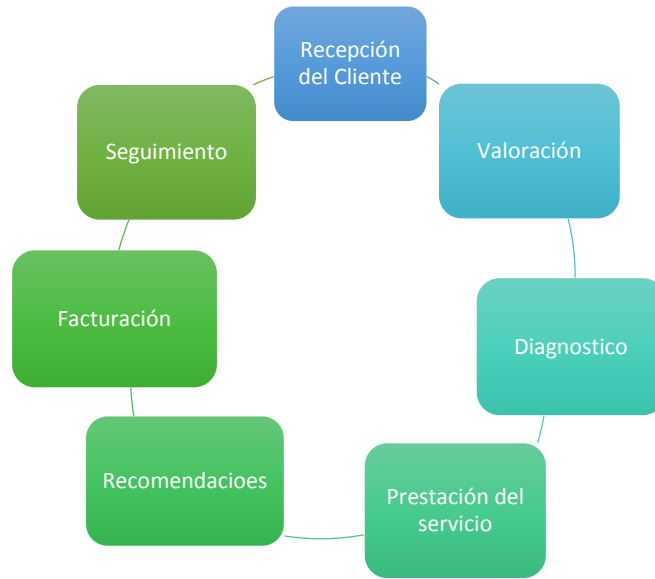 Recepción
del Cliente
Valoración
Diagnostico
Prestación del
servicio
Recomendacioes
Facturación
Seguimiento